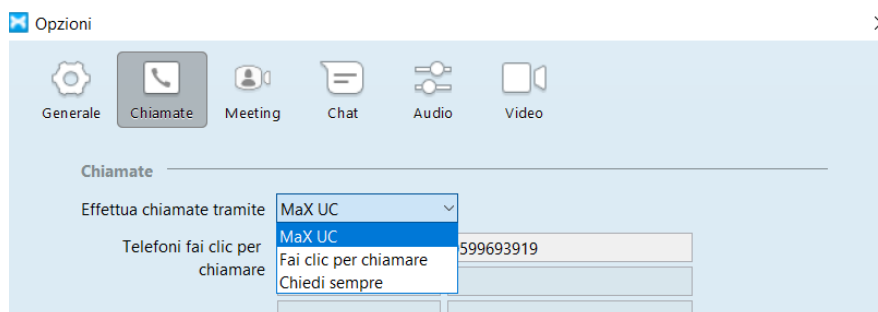 Opzioni
Generale
Chiamate
Meeting
Chat
Audio
Video
Chiamate
Effettua chiamate tramite
MaX UC
MaX UC
Fai clic per chiamare
Chiedi sempre
Telefoni fai clic per
chiamare
599693919